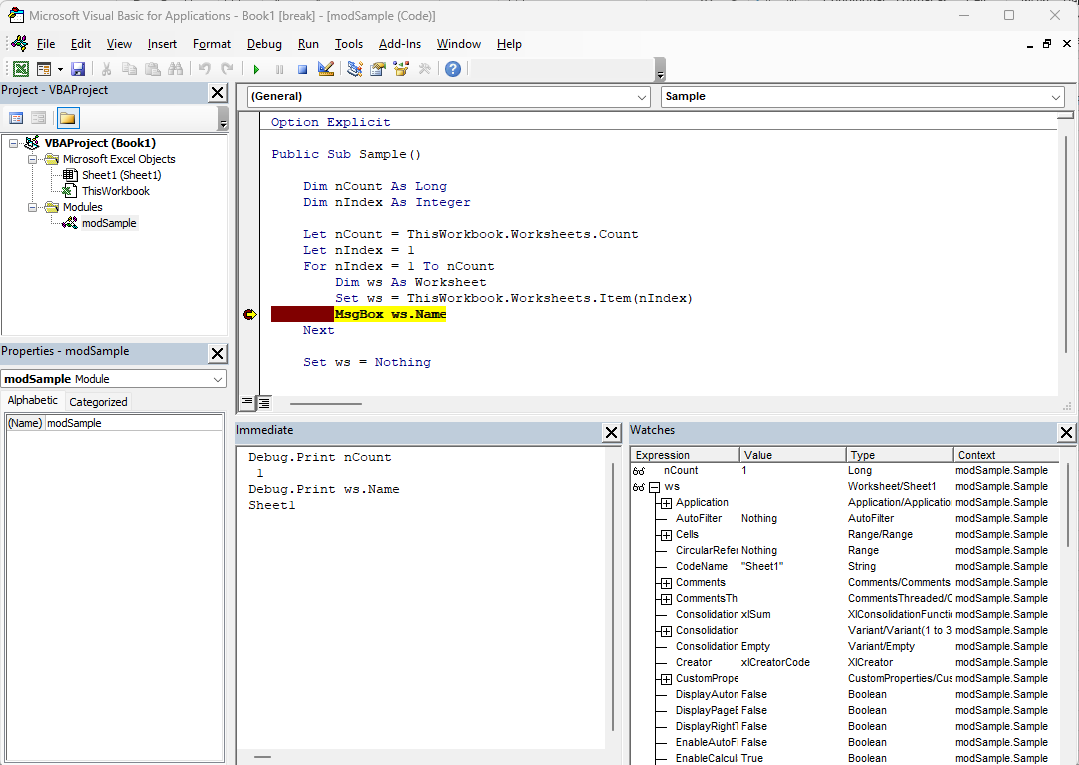 Microsoft Visual Basic for Applications - Book1 [break] - [modSample (Code)]
File Edit View Insert Format Debug Run Tools Add-Ins Window Help
Project - VBAProject
VBAProject (Book1)
Microsoft Excel Objects
Sheet1 (Sheet1)
ThisWorkbook
Modules
modSample
Properties - modSample
modSample Module
Alphabetic Categorized
(Name) modSample
(General) Sample
Option Explicit
Public Sub Sample()
Dim nCount As Long
Dim nIndex As Integer
Let nCount = ThisWorkbook.Worksheets.Count
Let nIndex = 1
For nIndex = 1 To nCount
Dim ws As Worksheet
Set ws = ThisWorkbook.Worksheets.Item(nIndex)
MsgBox ws.Name
Next
Set ws = Nothing
Immediate
Debug.Print nCount
1
Debug.Print ws.Name
Sheet1
Watches
Expression Value Type Context
nCount 1 Long modSample.Sample
ws Worksheet/Sheet1 modSample.Sample
Application Application/Applicatio modSample.Sample
AutoFilter Nothing AutoFilter modSample.Sample
Cells Range/Range modSample.Sample
CircularRefer Nothing Range modSample.Sample
CodeName "Sheet1" String modSample.Sample
Comments Comments/Comments modSample.Sample
CommentsTh CommentsThreaded/C modSample.Sample
Consolidation xlSum XlConsolidationFuncti modSample.Sample
Consolidation Variant/Variant(1 to 3 modSample.Sample
Consolidation Empty Variant/Empty modSample.Sample
Creator xlCreatorCode XlCreator modSample.Sample
CustomPrope CustomProperties/Cus modSample.Sample
DisplayAutor False Boolean modSample.Sample
DisplayPageE False Boolean modSample.Sample
DisplayRightT False Boolean modSample.Sample
EnableAutoFi False Boolean modSample.Sample
EnableCalcul True Boolean modSample.Sample